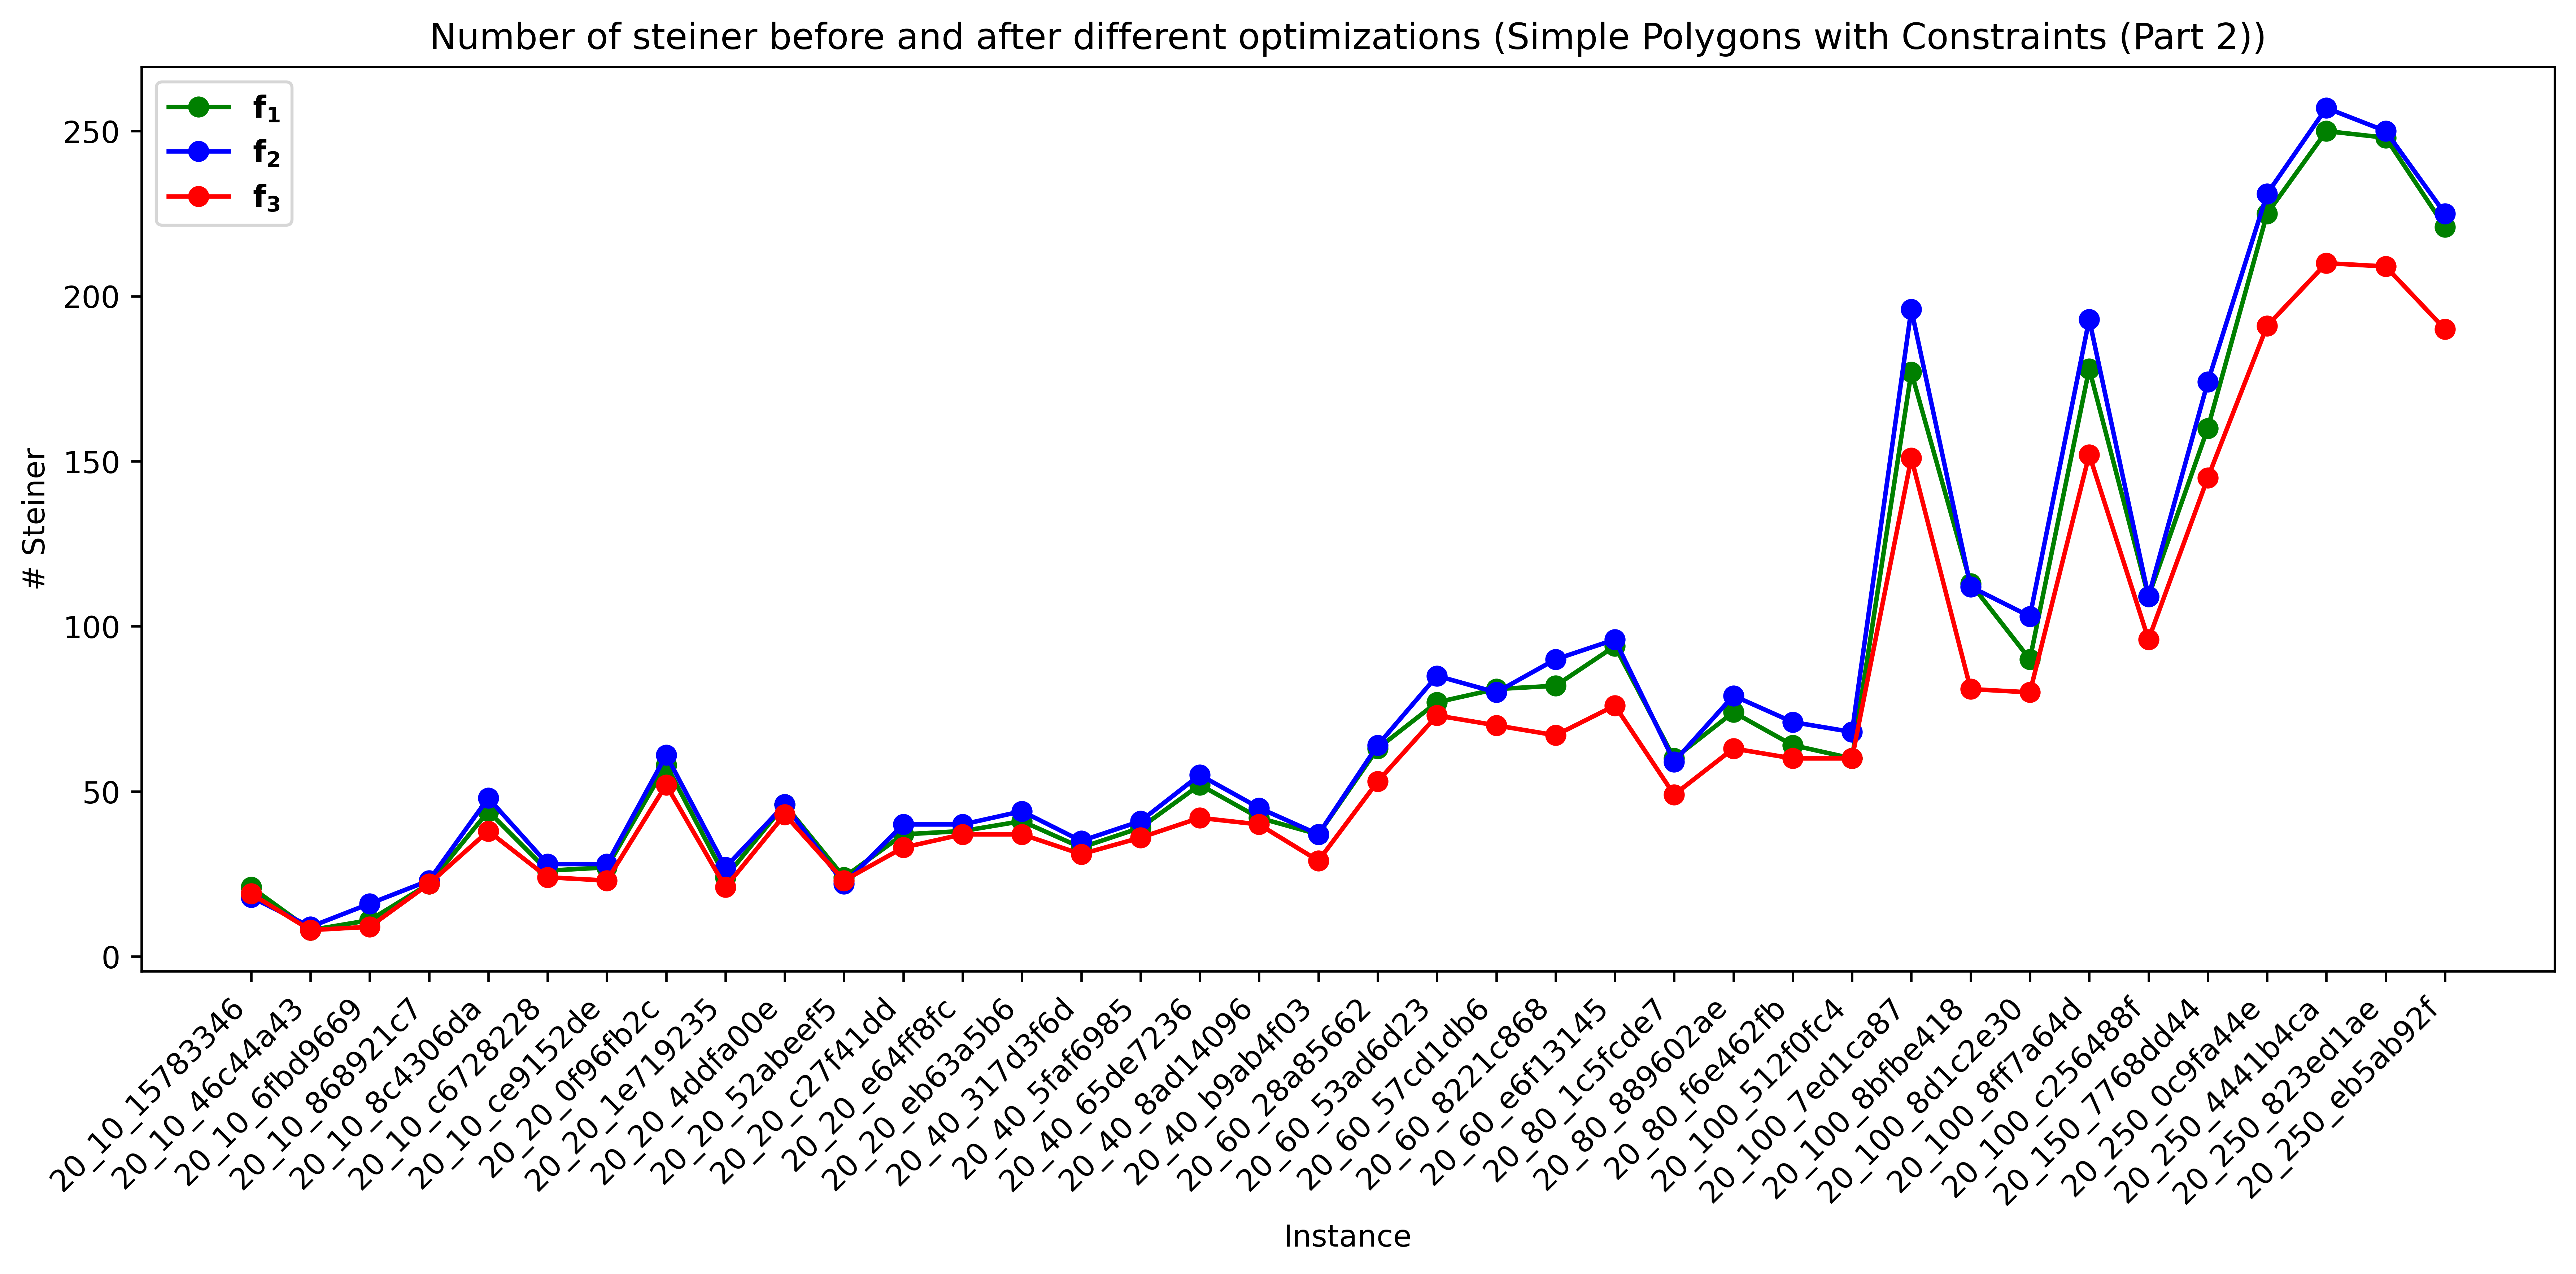 Number of steiner before and after different optimizations (Simple Polygons with Constraints (Part 2))
f1
f2
f3
# Steiner
250
200
150
100
50
0
20_10_15783346
20_10_46c44a43
20_10_6fbd9669
20_10_868921c7
20_10_8c4306da
20_10_c6728228
20_10_ce9152de
20_20_0f96fb2c
20_20_1e719235
20_20_4ddfa00e
20_20_52abeef5
20_20_c27f41dd
20_20_e64ff8fc
20_20_eb63a5b6
20_40_317d3f6d
20_40_5faf6985
20_40_65de7236
20_40_8ad14096
20_40_b9ab4f03
20_60_28a85662
20_60_53ad6d23
20_60_57cd1db6
20_60_8221c868
20_60_e6f13145
20_80_1c5fcde7
20_80_889602ae
20_80_f6e462fb
20_100_512f0fc4
20_100_7ed1ca87
20_100_8bfbe418
20_100_8d1c2e30
20_100_8ff7a64d
20_100_c256488f
20_150_7768dd44
20_250_0c9fa44e
20_250_4441b4ca
20_250_823ed1ae
20_250_eb5ab92f
Instance